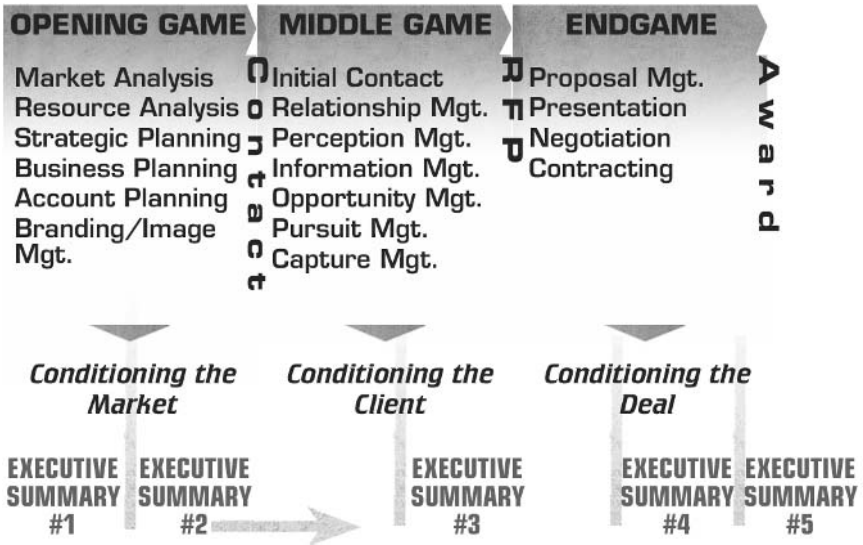 OPENING GAME
Market Analysis
Resource Analysis
Strategic Planning
Business Planning
Account Planning
Branding/Image
Mgt.
Contact
MIDDLE GAME
Initial Contact
Relationship Mgt.
Perception Mgt.
Information Mgt.
Opportunity Mgt.
Pursuit Mgt.
Capture Mgt.
RFP
ENDGAME
Proposal Mgt.
Presentation
Negotiation
Contracting
Award
Conditioning the
Market
Conditioning the
Client
Conditioning the
Deal
EXECUTIVE
SUMMARY
#1
EXECUTIVE
SUMMARY
#2
EXECUTIVE
SUMMARY
#3
EXECUTIVE
SUMMARY
#4
EXECUTIVE
SUMMARY
#5